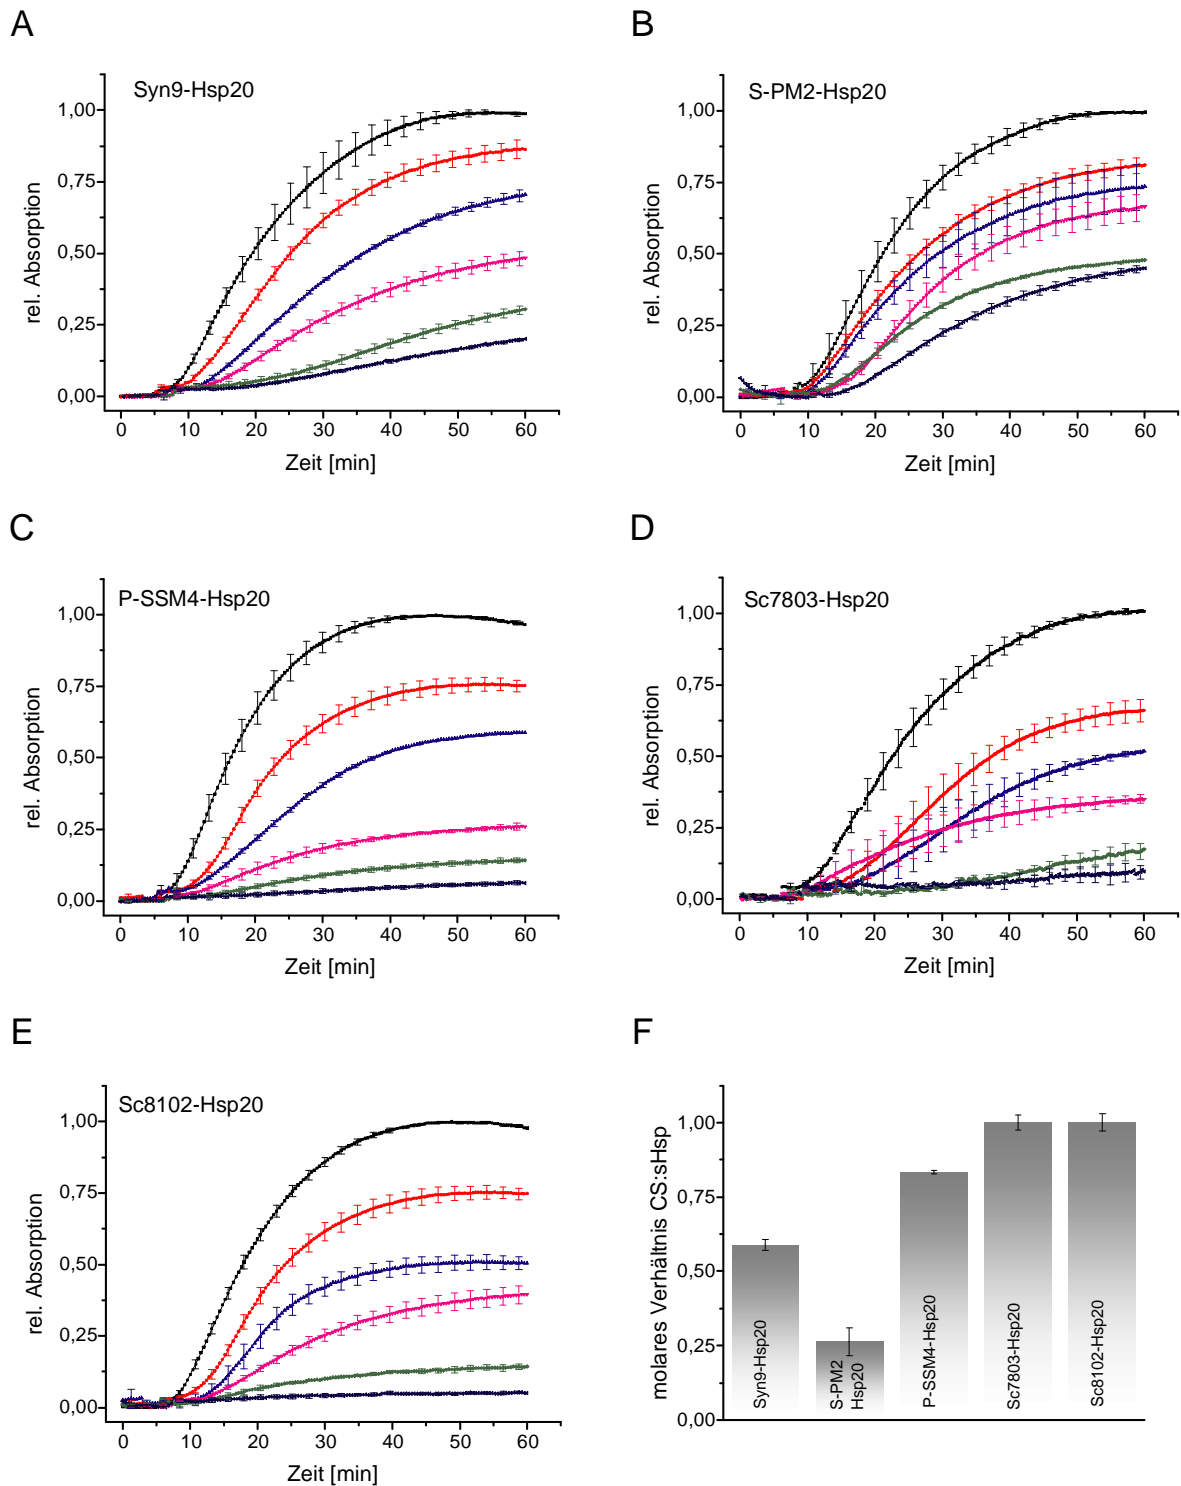 A
Syn9-Hsp20
rel. Absorption
1,00
0,75
0,50
0,25
0,00
0 10 20 30 40 50 60
Zeit [min]
B
S-PM2-Hsp20
rel. Absorption
1,00
0,75
0,50
0,25
0,00
0 10 20 30 40 50 60
Zeit [min]
C
P-SSM4-Hsp20
rel. Absorption
1,00
0,75
0,50
0,25
0,00
0 10 20 30 40 50 60
Zeit [min]
D
Sc7803-Hsp20
rel. Absorption
1,00
0,75
0,50
0,25
0,00
0 10 20 30 40 50 60
Zeit [min]
E
Sc8102-Hsp20
rel. Absorption
1,00
0,75
0,50
0,25
0,00
0 10 20 30 40 50 60
Zeit [min]
F
molares Verhältnis CS:sHsp
1,00
0,75
0,50
0,25
0,00
Syn9-Hsp20
S-PM2
Hsp20
P-SSM4-Hsp20
Sc7803-Hsp20
Sc8102-Hsp20